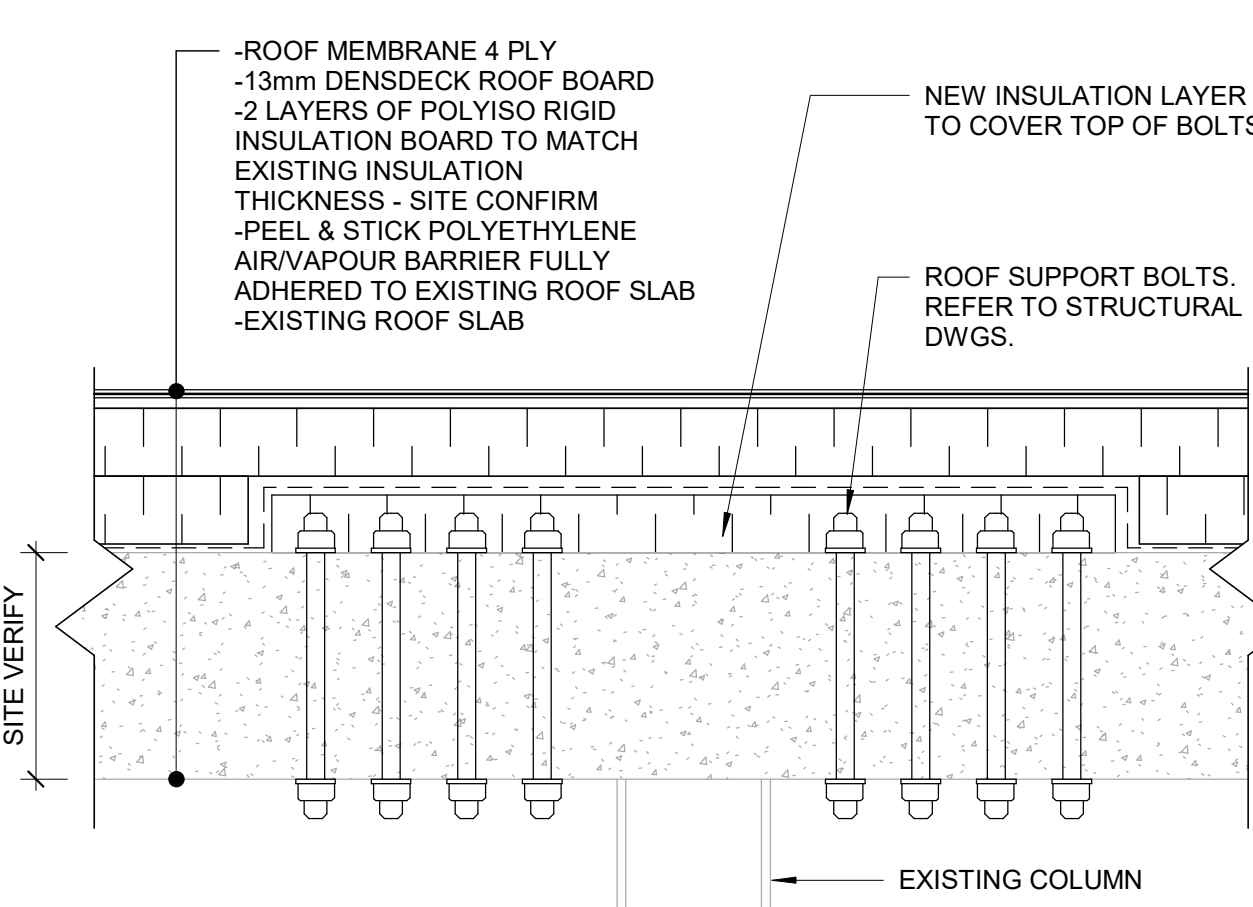 -ROOF MEMBRANE 4 PLY
-13mm DENSDECK ROOF BOARD
-2 LAYERS OF POLYISO RIGID
INSULATION BOARD TO MATCH
EXISTING INSULATION
THICKNESS - SITE CONFIRM
-PEEL & STICK POLYETHYLENE
AIR/VAPOUR BARRIER FULLY
ADHERED TO EXISTING ROOF SLAB
-EXISTING ROOF SLAB
NEW INSULATION LAYER
TO COVER TOP OF BOLTS
ROOF SUPPORT BOLTS.
REFER TO STRUCTURAL
DWGS.
SITE VERIFY
EXISTING COLUMN